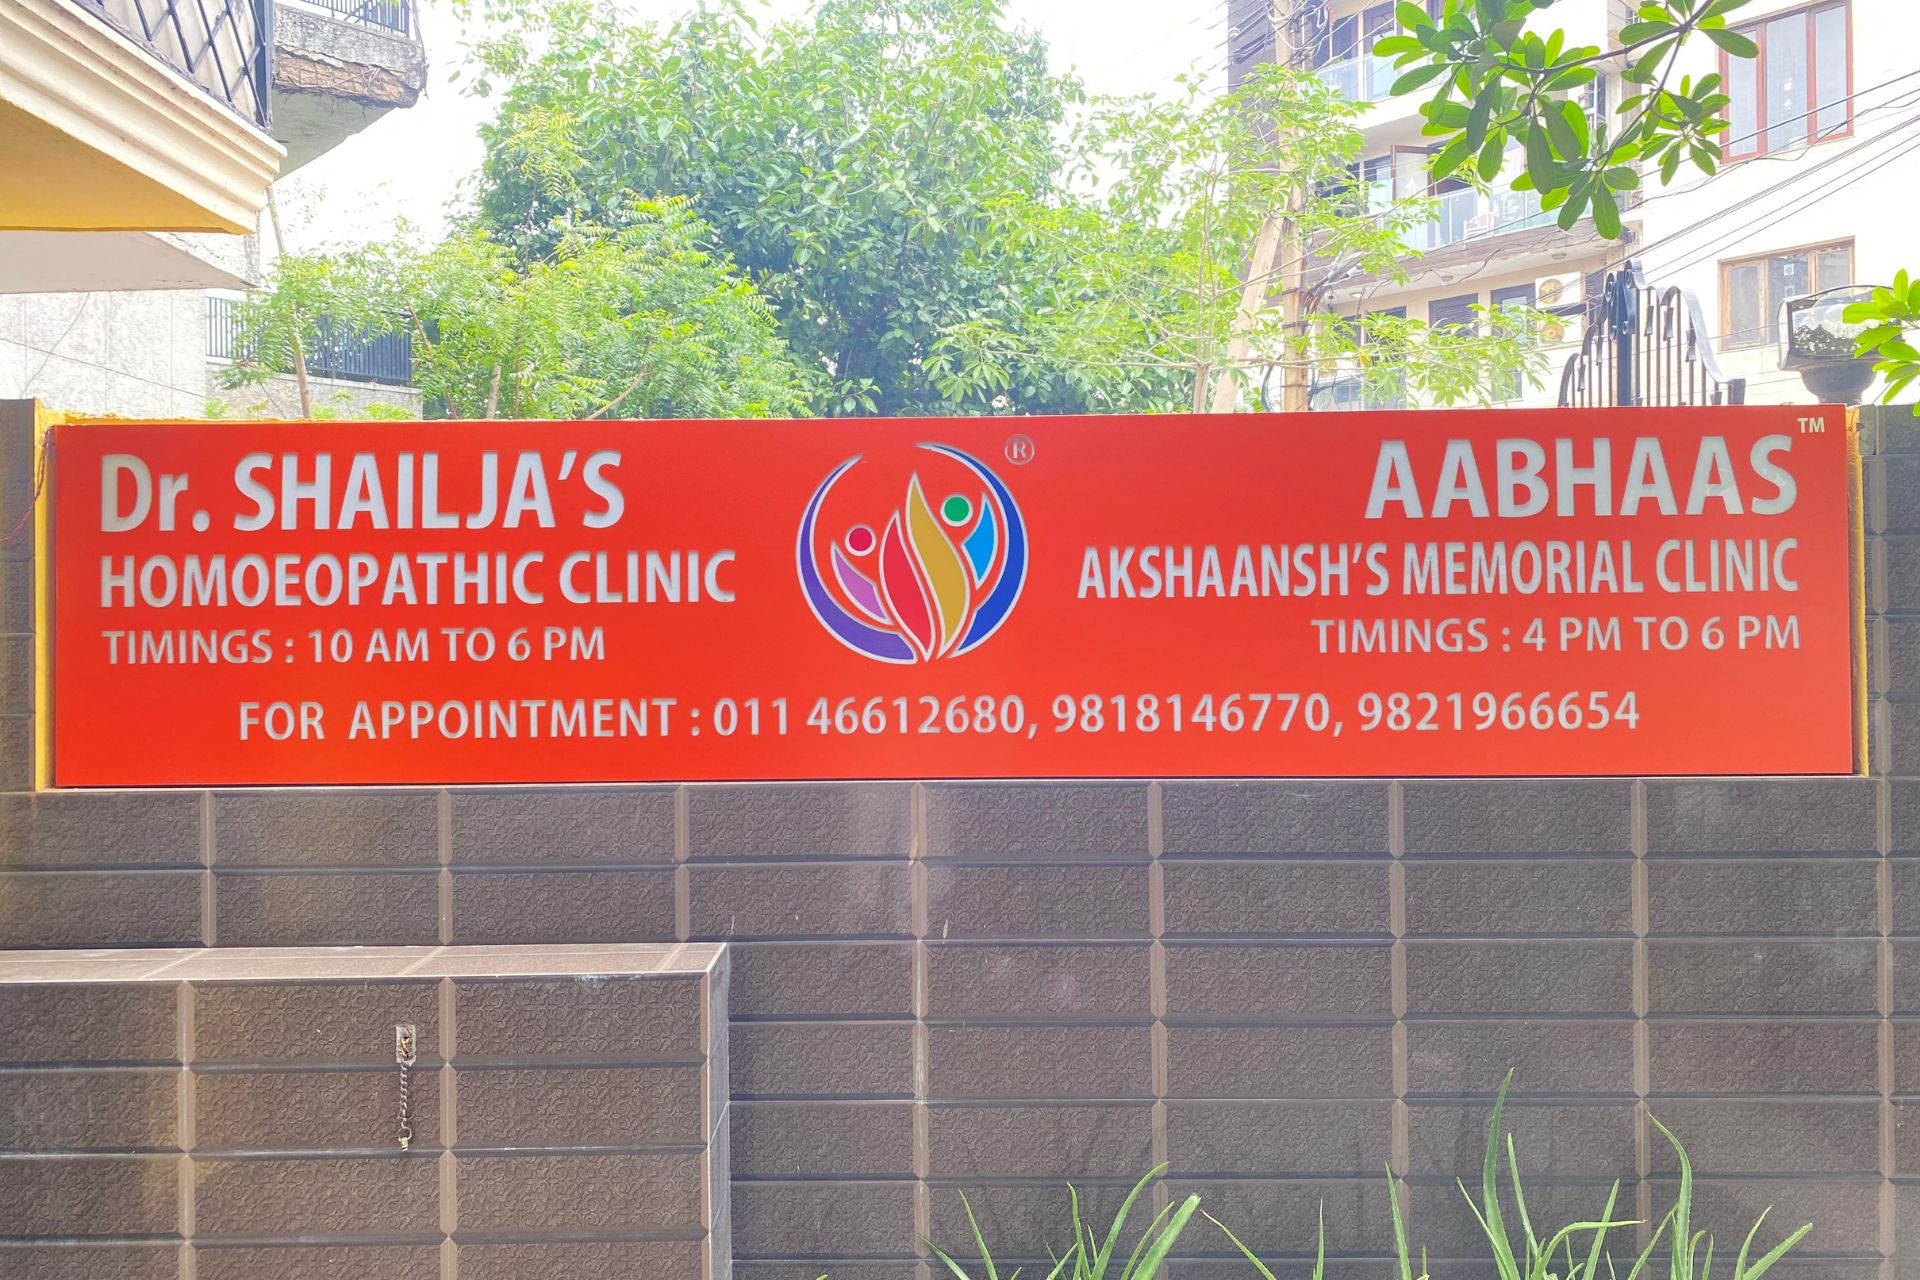 Dr. SHAILJA'S
HOMOEOPATHIC CLINIC
TIMINGS : 10 AM TO 6 PM
®
AABHAAS™
AKSHAANSH'S MEMORIAL CLINIC
TIMINGS : 4 PM TO 6 PM
FOR APPOINTMENT : 011 46612680, 9818146770, 9821966654